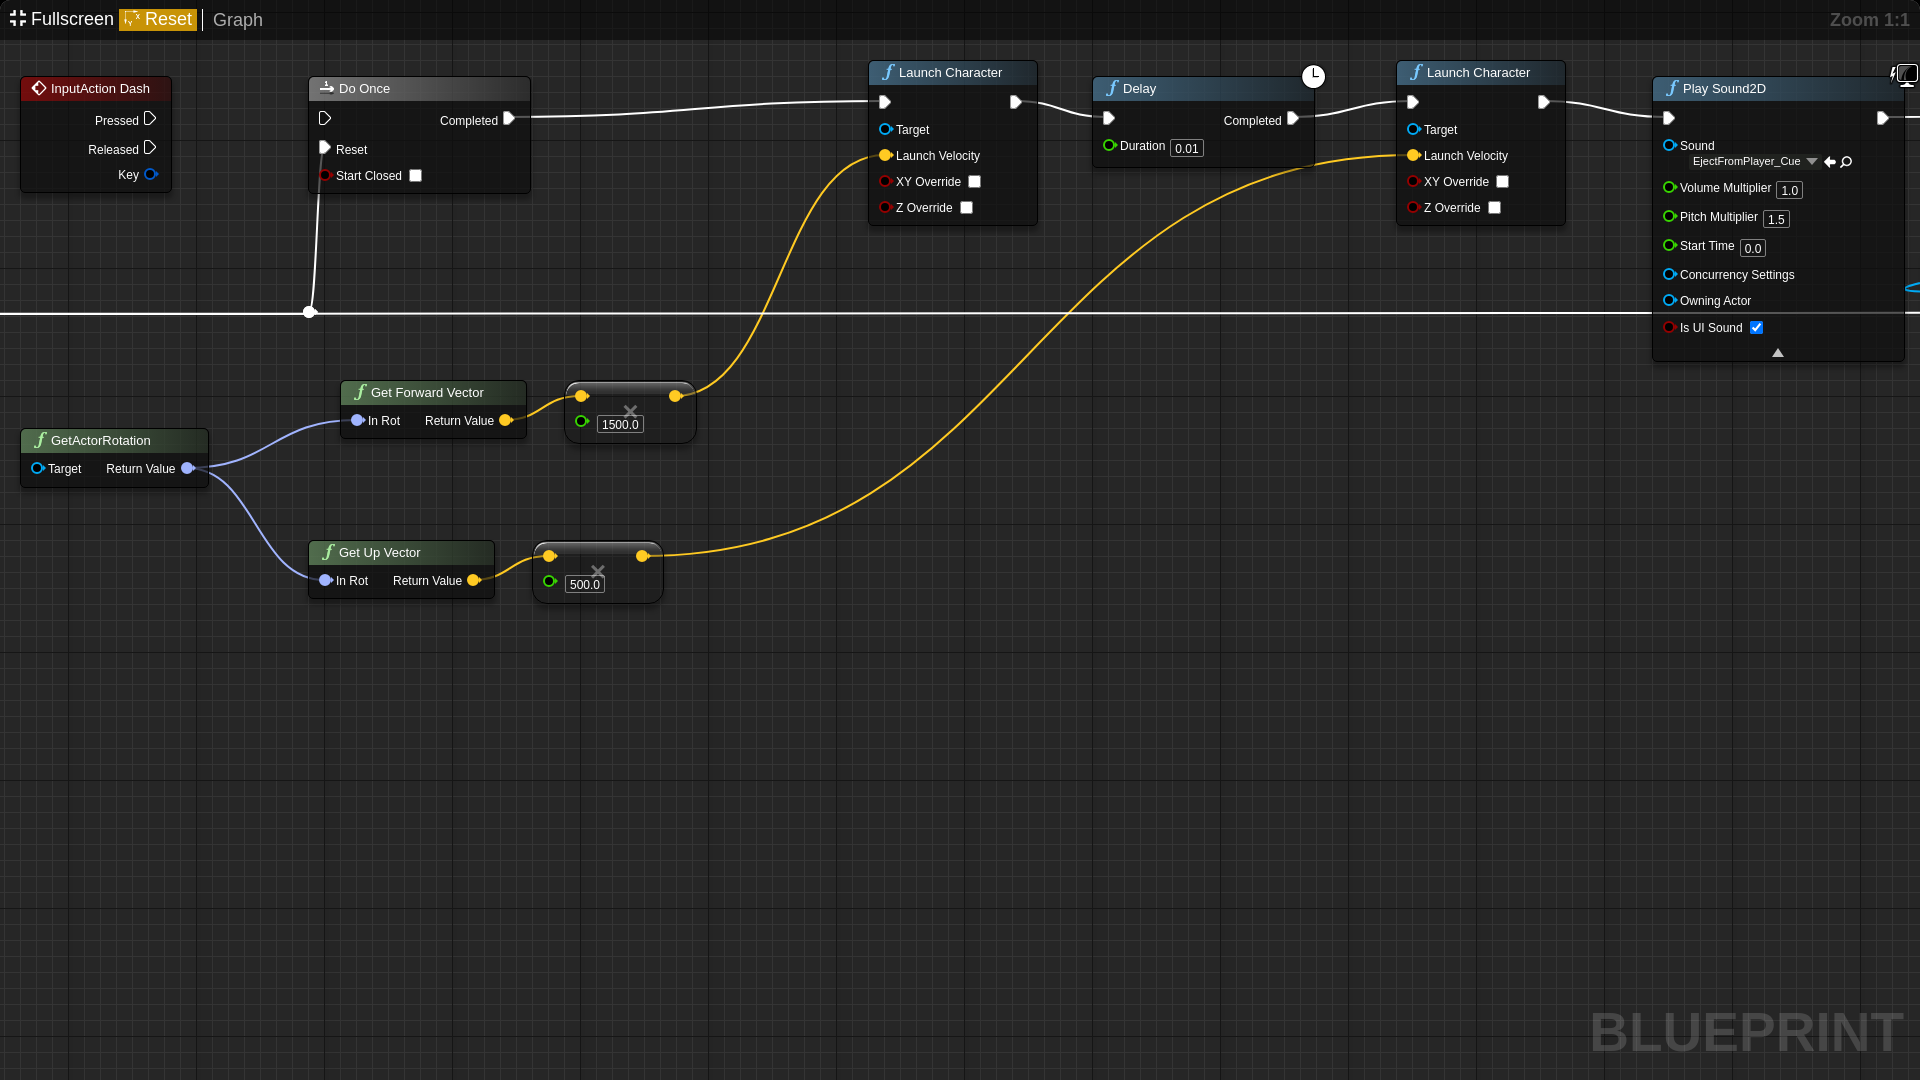 Fullscreen Reset Graph Zoom 1:1
InputAction Dash
Pressed
Released
Key
Do Once
Completed
Reset
Start Closed
Launch Character
Target
Launch Velocity
XY Override
Z Override
Delay
Completed
Duration 0.01
Launch Character
Target
Launch Velocity
XY Override
Z Override
Play Sound2D
Sound
EjectFromPlayer_Cue
Volume Multiplier 1.0
Pitch Multiplier 1.5
Start Time 0.0
Concurrency Settings
Owning Actor
Is UI Sound
Get Forward Vector
In Rot Return Value
1500.0
GetActorRotation
Target Return Value
Get Up Vector
In Rot Return Value
500.0
BLUEPRINT